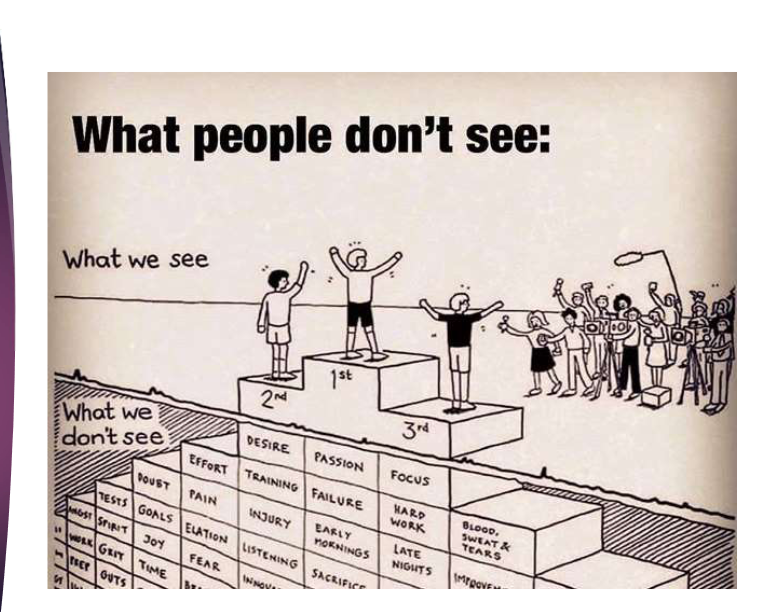 What people don't see:
What we see
1st
2nd
3rd
What we
don't see
DESIRE
PASSION
FOCUS
EFFORT
TRAINING
FAILURE
HARD
WORK
BLOOD,
SWEAT &
TEARS
DOUBT
PAIN
INJURY
EARLY
MORNINGS
LATE
NIGHTS
TESTS
GOALS
ELATION
LISTENING
SACRIFICE
ANGST
SPIRIT
JOY
FEAR
WORK
GRIT
TIME
PREP
GUTS